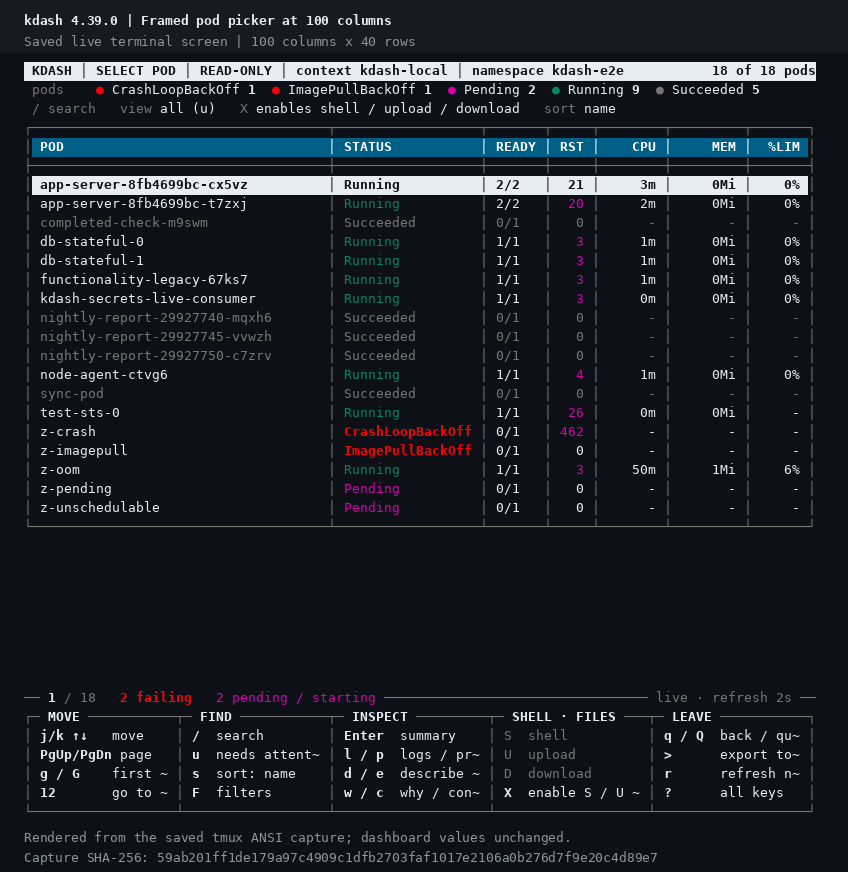 kdash 4.39.0 | Framed pod picker at 100 columns
Saved live terminal screen | 100 columns x 40 rows
KDASH │ SELECT POD │ READ-ONLY │ context kdash-local │ namespace kdash-e2e 18 of 18 pods
pods ● CrashLoopBackOff 1 ● ImagePullBackOff 1 ● Pending 2 ● Running 9 ● Succeeded 5
/ search view all (u) X enables shell / upload / download sort name
│ POD │ STATUS │ READY │ RST │ CPU │ MEM │ %LIM │
│ app-server-8fb4699bc-cx5vz │ Running │ 2/2 │ 21 │ 3m │ 0Mi │ 0% │
│ app-server-8fb4699bc-t7zxj │ Running │ 2/2 │ 20 │ 2m │ 0Mi │ 0% │
│ completed-check-m9swm │ Succeeded │ 0/1 │ 0 │ - │ - │ - │
│ db-stateful-0 │ Running │ 1/1 │ 3 │ 1m │ 0Mi │ 0% │
│ db-stateful-1 │ Running │ 1/1 │ 3 │ 1m │ 0Mi │ 0% │
│ functionality-legacy-67ks7 │ Running │ 1/1 │ 3 │ 1m │ 0Mi │ 0% │
│ kdash-secrets-live-consumer │ Running │ 1/1 │ 3 │ 0m │ 0Mi │ 0% │
│ nightly-report-29927740-mqxh6 │ Succeeded │ 0/1 │ 0 │ - │ - │ - │
│ nightly-report-29927745-vvwzh │ Succeeded │ 0/1 │ 0 │ - │ - │ - │
│ nightly-report-29927750-c7zrv │ Succeeded │ 0/1 │ 0 │ - │ - │ - │
│ node-agent-ctvg6 │ Running │ 1/1 │ 4 │ 1m │ 0Mi │ 0% │
│ sync-pod │ Succeeded │ 0/1 │ 0 │ - │ - │ - │
│ test-sts-0 │ Running │ 1/1 │ 26 │ 0m │ 0Mi │ - │
│ z-crash │ CrashLoopBackOff │ 0/1 │ 462 │ - │ - │ - │
│ z-imagepull │ ImagePullBackOff │ 0/1 │ 0 │ - │ - │ - │
│ z-oom │ Running │ 1/1 │ 3 │ 50m │ 1Mi │ 6% │
│ z-pending │ Pending │ 0/1 │ 0 │ - │ - │ - │
│ z-unschedulable │ Pending │ 0/1 │ 0 │ - │ - │ - │
── 1 / 18 2 failing 2 pending / starting ── live · refresh 2s ──
┌─ MOVE ─┬─ FIND ─┬─ INSPECT ─┬─ SHELL · FILES ─┬─ LEAVE ─┐
│ j/k ↑↓ move │ / search │ Enter summary │ S shell │ q / Q back / qu~ │
│ PgUp/PgDn page │ u needs attent~ │ l / p logs / pr~ │ U upload │ > export to~ │
│ g / G first ~ │ s sort: name │ d / e describe ~ │ D download │ r refresh n~ │
│ 12 go to ~ │ F filters │ w / c why / con~ │ X enable S / U ~ │ ? all keys │
Rendered from the saved tmux ANSI capture; dashboard values unchanged.
Capture SHA-256: 59ab201ff1de179a97c4909c1dfb2703faf1017e2106a0b276d7f9e20c4d89e7